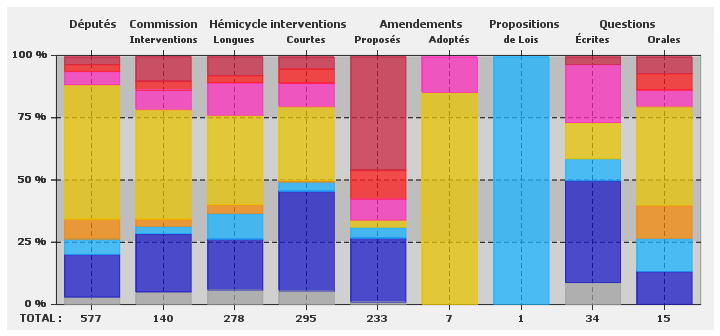 Députés Commission Hémicycle interventions Amendements Propositions Questions
Interventions Longues Courtes Proposés Adoptés de Lois Écrites Orales
100 %
75 %
50 %
25 %
0 %
TOTAL : 577 140 278 295 233 7 1 34 15